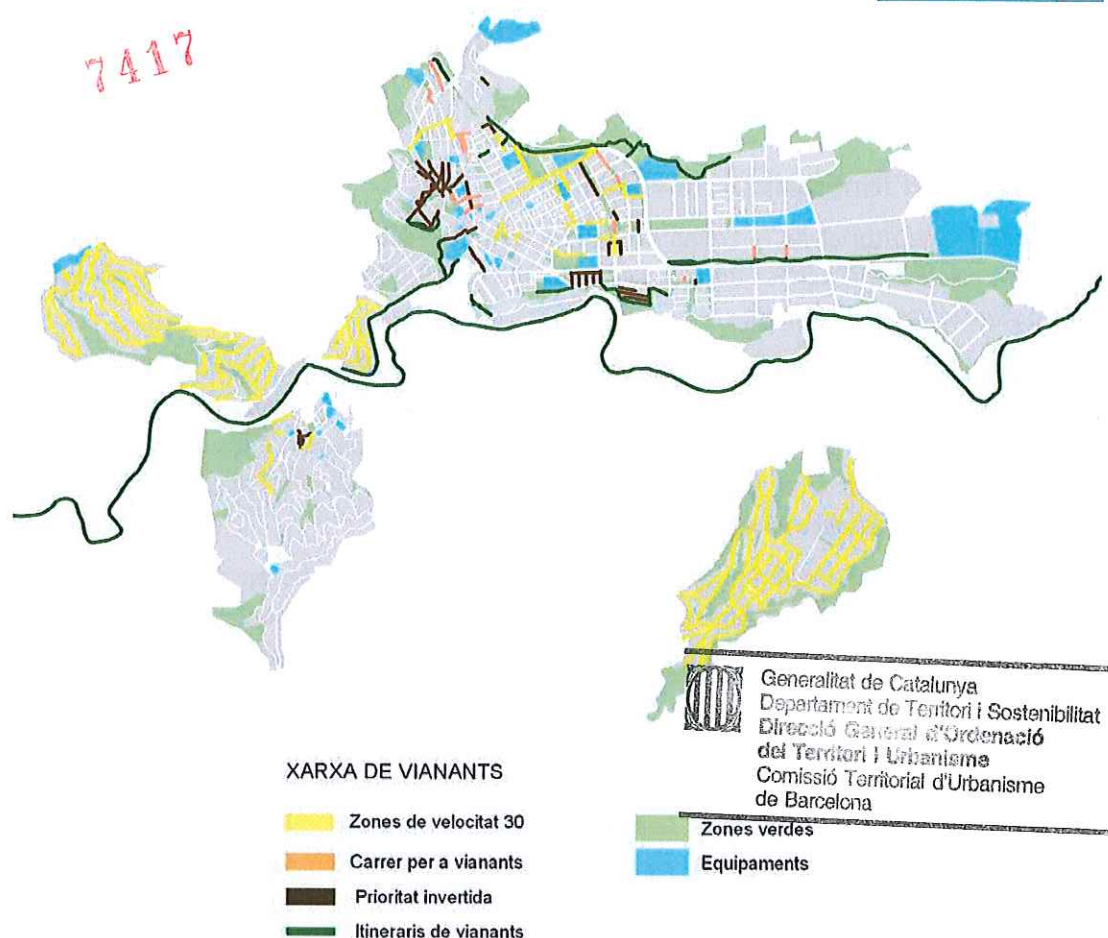 7417
Generalitat de Catalunya
Departament de Territori i Sostenibilitat
Direcció General d'Ordenació
del Territori i Urbanisme
Comissió Territorial d'Urbanisme
de Barcelona
XARXA DE VIANANTS
Zones de velocitat 30
Carrer per a vianants
Prioritat invertida
Itineraris de vianants
Zones verdes
Equipaments